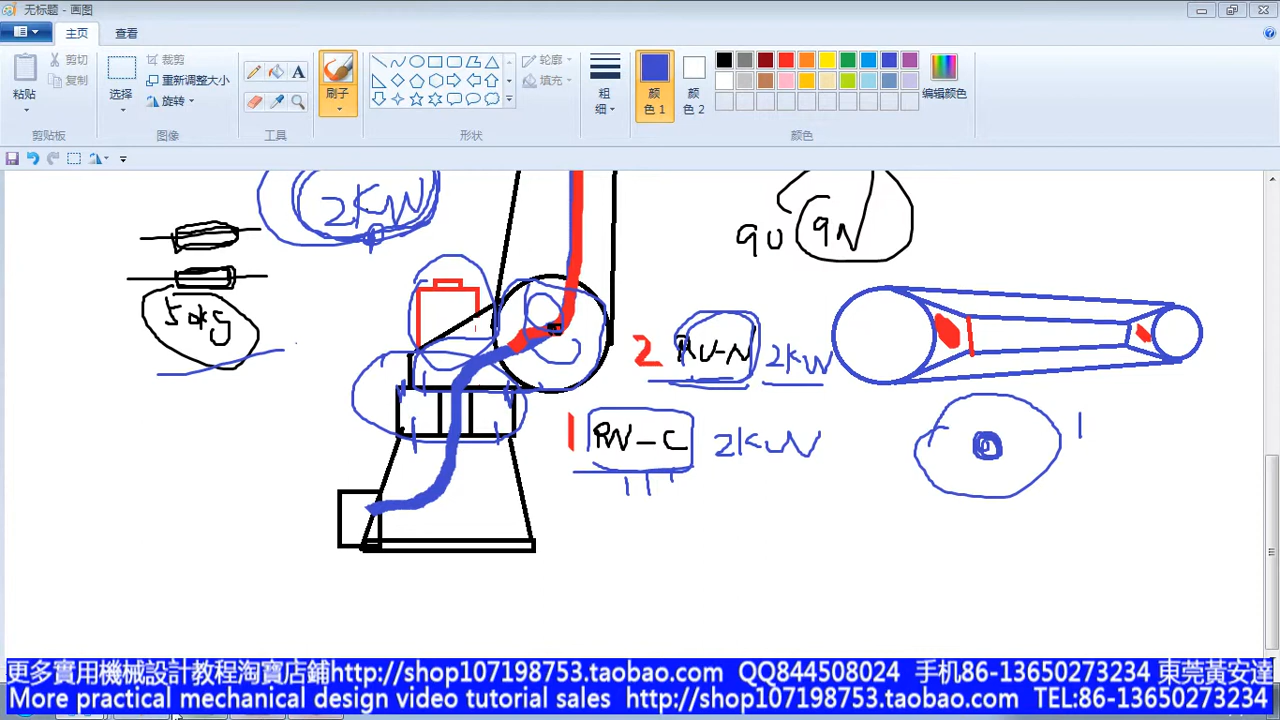 无标题 - 画图
主页 查看
粘贴 剪切 复制 选择 裁剪 重新调整大小 旋转 刷子 轮廓 填充 粗细 颜色 1 颜色 2 编辑颜色
剪贴板 图像 工具 形状 颜色
2KW
90 9N
50kg
2 RV-N 2KW
1 RV-C 2KW
1
更多實用機械設計教程淘寶店鋪http://shop107198753.taobao.com QQ844508024 手机86-13650273234 東莞黃安達
More practical mechanical design video tutorial sales http://shop107198753.taobao.com TEL:86-13650273234